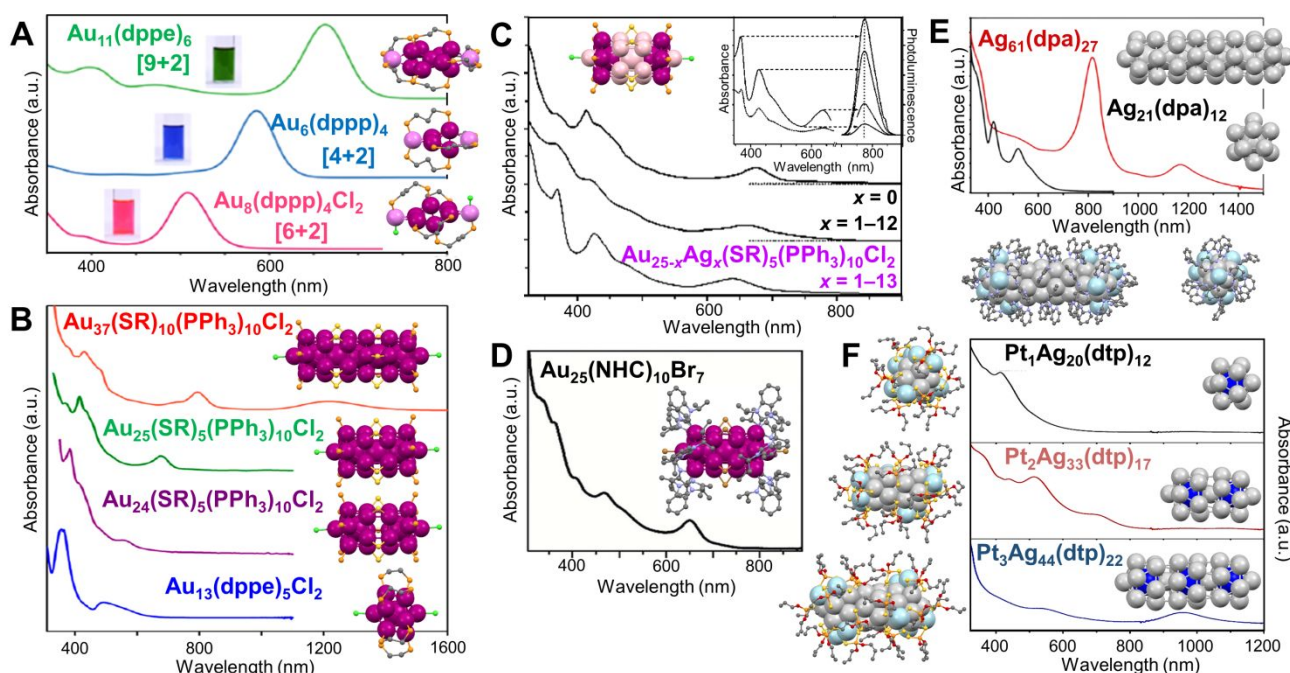 A
Au11(dppe)6
[9+2]
Au6(dppp)4
[4+2]
Au8(dppp)4Cl2
[6+2]
Absorbance (a.u.)
400
600
800
Wavelength (nm)
B
Au37(SR)10(PPh3)10Cl2
Au25(SR)5(PPh3)10Cl2
Au24(SR)5(PPh3)10Cl2
Au13(dppe)5Cl2
Absorbance (a.u.)
400
800
1200
1600
Wavelength (nm)
C
Absorbance
Photoluminescence
400
500
600
800
Wavelength (nm)
x = 0
x = 1–12
Au25-xAgx(SR)5(PPh3)10Cl2
x = 1–13
Absorbance (a.u.)
400
600
800
Wavelength (nm)
D
Au25(NHC)10Br7
Absorbance (a.u.)
400
600
800
Wavelength (nm)
E
Ag61(dpa)27
Ag21(dpa)12
Absorbance (a.u.)
400
600
800
1000
1200
1400
Wavelength (nm)
F
Pt1Ag20(dtp)12
Pt2Ag33(dtp)17
Pt3Ag44(dtp)22
Absorbance (a.u.)
400
600
800
1000
1200
Wavelength (nm)